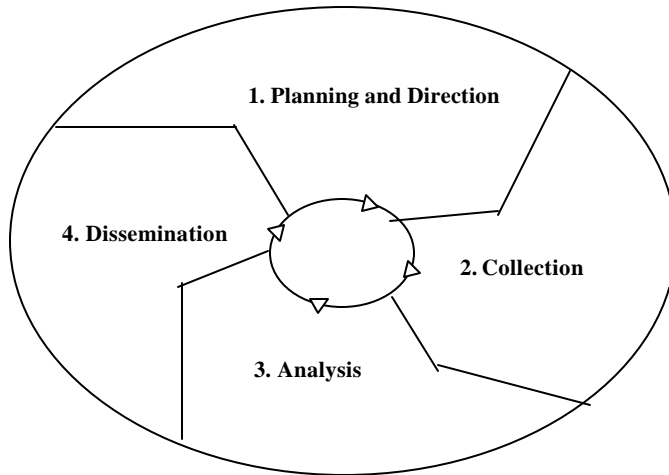 1. Planning and Direction
2. Collection
3. Analysis
4. Dissemination